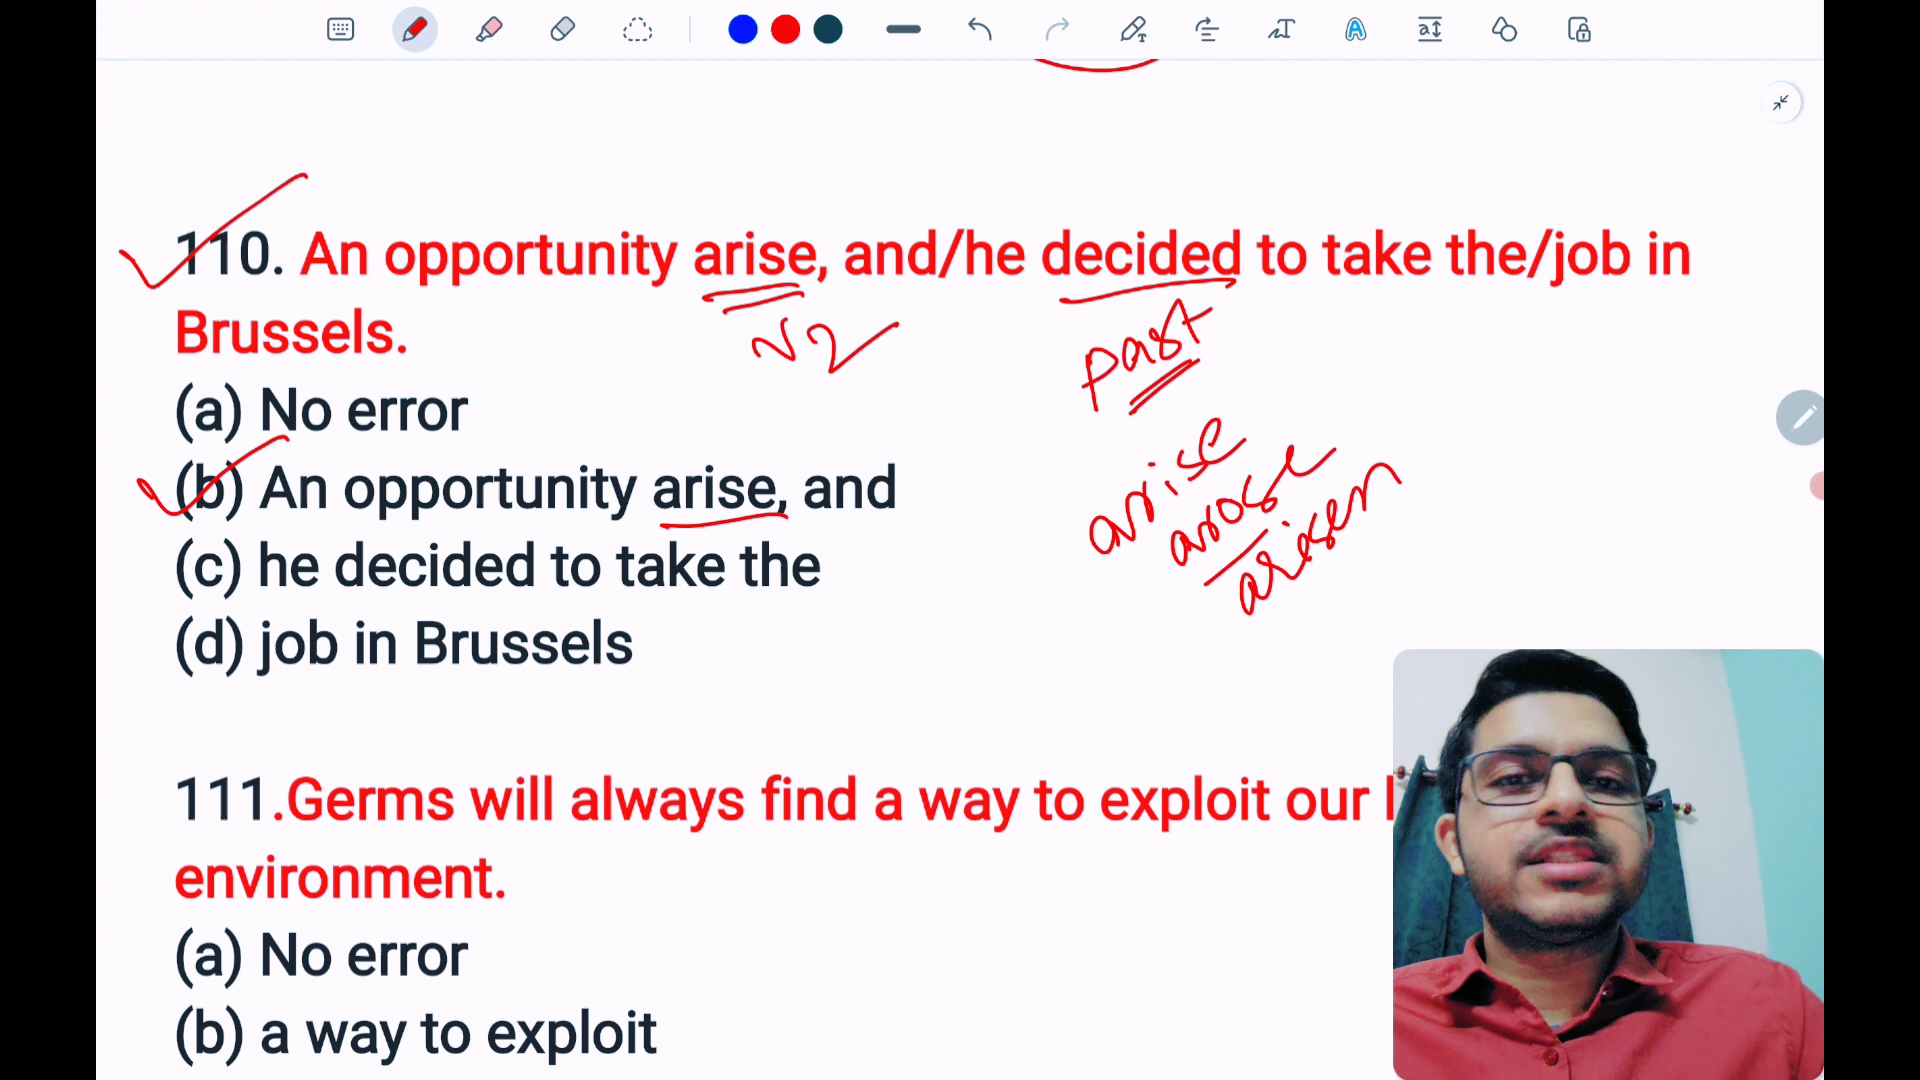 110. An opportunity arise, and/he decided to take the/job in
Brussels.
V2
past
(a) No error
arise
arose
arisen
(b) An opportunity arise, and
(c) he decided to take the
(d) job in Brussels
111.Germs will always find a way to exploit our
environment.
(a) No error
(b) a way to exploit